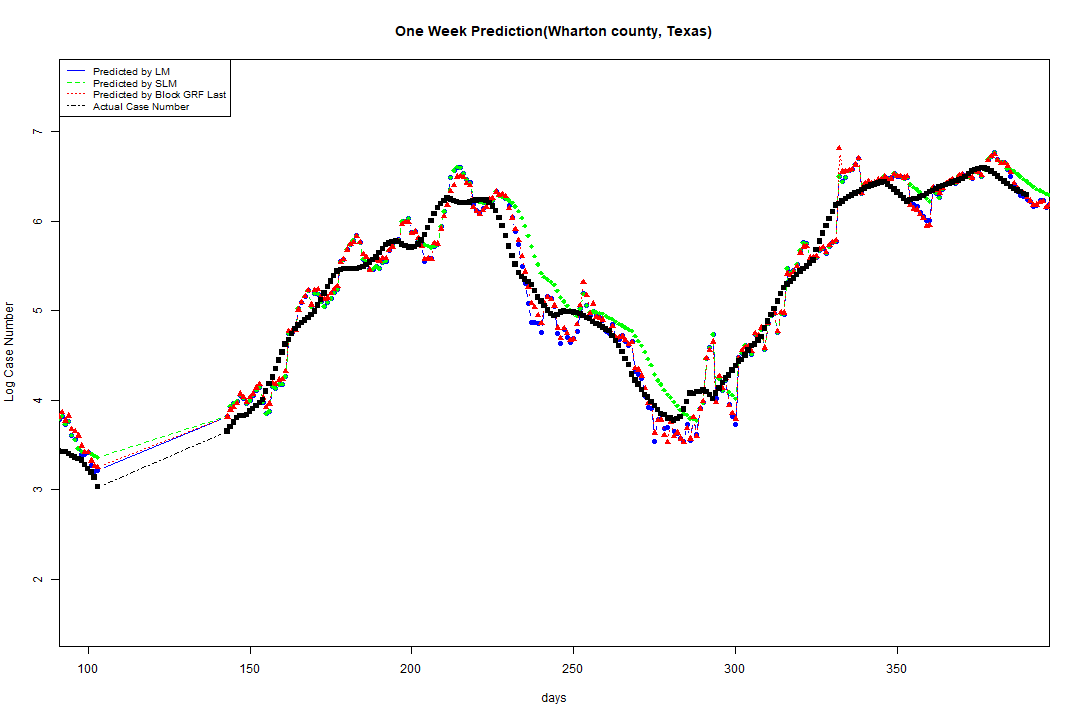 One Week Prediction(Wharton county, Texas)
Predicted by LM
Predicted by SLM
Predicted by Block GRF Last
Actual Case Number
7
6
5
4
3
2
Log Case Number
100 150 200 250 300 350
days